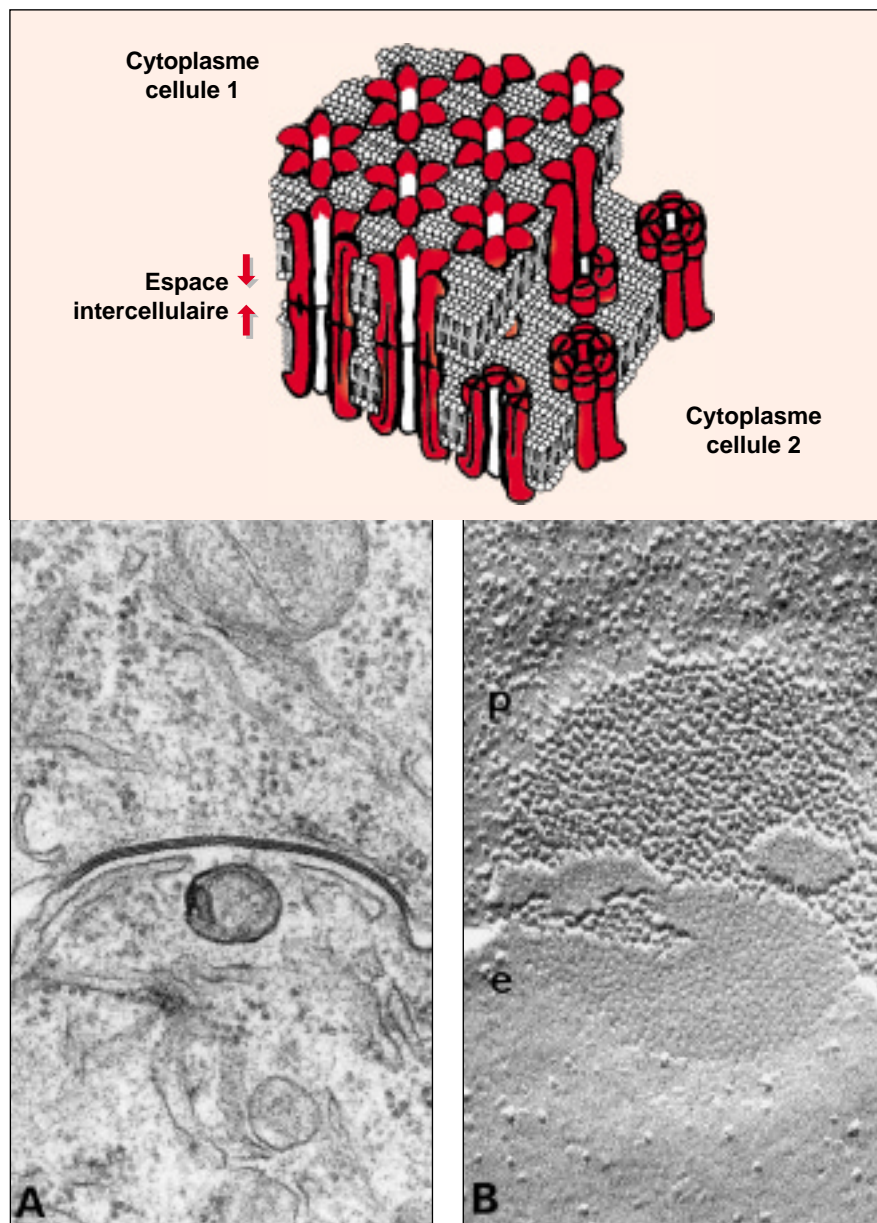 Cytoplasme
cellule 1
Espace
intercellulaire
Cytoplasme
cellule 2
p
e
A
B